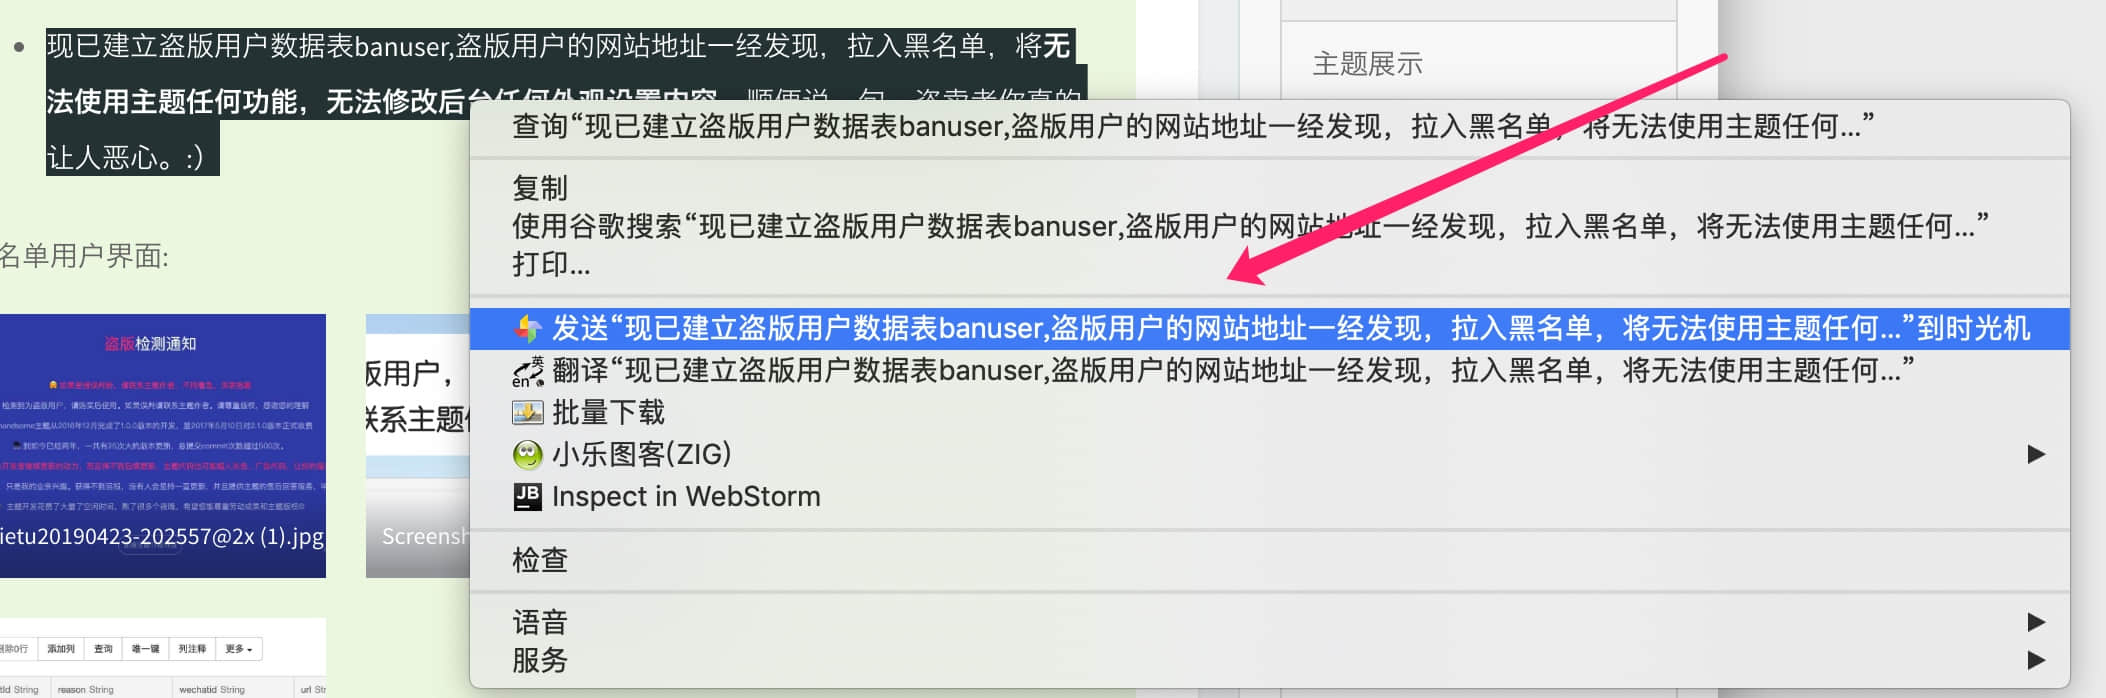 现已建立盗版用户数据表banuser,盗版用户的网站地址一经发现，拉入黑名单，将无
法使用主题任何功能，无法修改后台任何外观设置内容
让人恶心。:）
主题展示
名单用户界面:
查询“现已建立盗版用户数据表banuser,盗版用户的网站地址一经发现，拉入黑名单，将无法使用主题任何...”
复制
使用谷歌搜索“现已建立盗版用户数据表banuser,盗版用户的网站地址一经发现，拉入黑名单，将无法使用主题任何...”
打印...
发送“现已建立盗版用户数据表banuser,盗版用户的网站地址一经发现，拉入黑名单，将无法使用主题任何...”到时光机
英
en
翻译“现已建立盗版用户数据表banuser,盗版用户的网站地址一经发现，拉入黑名单，将无法使用主题任何...”
批量下载
小乐图客(ZIG)
JB
Inspect in WebStorm
检查
语音
服务
盗版检测通知
ietu20190423-202557@2x (1).jpg
版用户，
联系主题
Screensh
删除0行 添加列 查询 唯一键 列注释 更多
tId String reason String wechatid String url Str